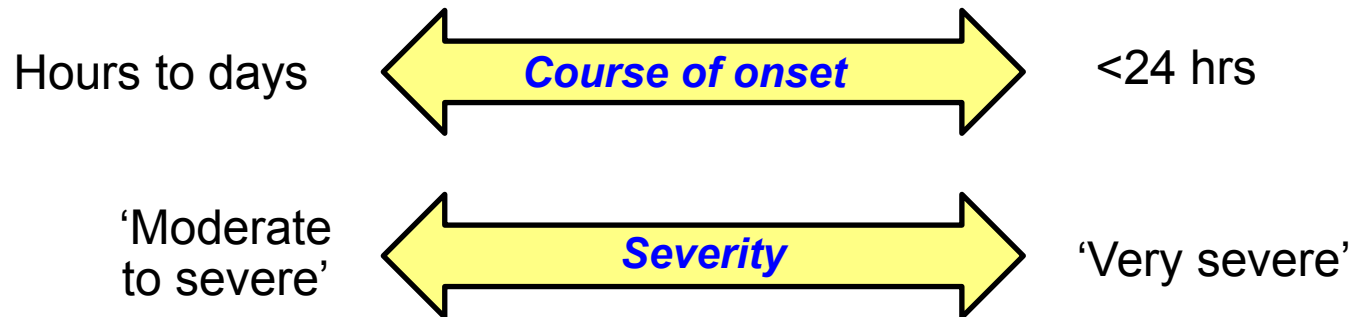 Hours to days Course of onset <24 hrs
‘Moderate
to severe’ Severity ‘Very severe’